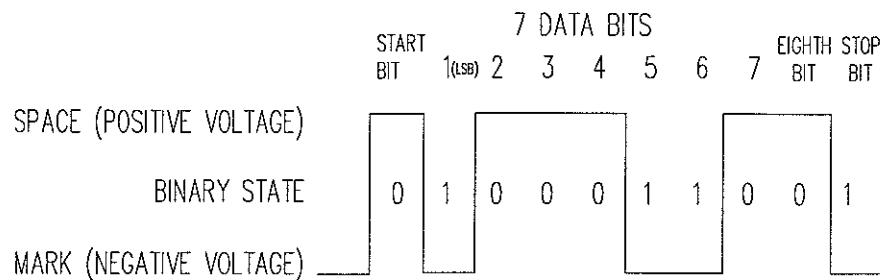 7 DATA BITS
START BIT 1(LSB) 2 3 4 5 6 7 EIGHTH BIT STOP BIT
SPACE (POSITIVE VOLTAGE)
BINARY STATE 0 1 0 0 0 1 1 0 0 1
MARK (NEGATIVE VOLTAGE)